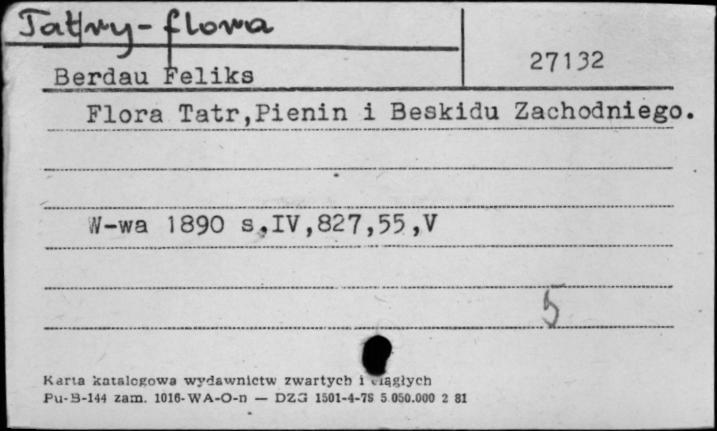 Tatry-flora
27132
Berdau Feliks
Flora Tatr,Pienin i Beskidu Zachodniego.
W-wa 1890 s.IV,827,55,V
5
Karta katalogowa wydawnictw zwartych i ciągłych
Pu-B-144 zam. 1016-WA-O-n — DZG 1501-4-78 5.050.000 2 81